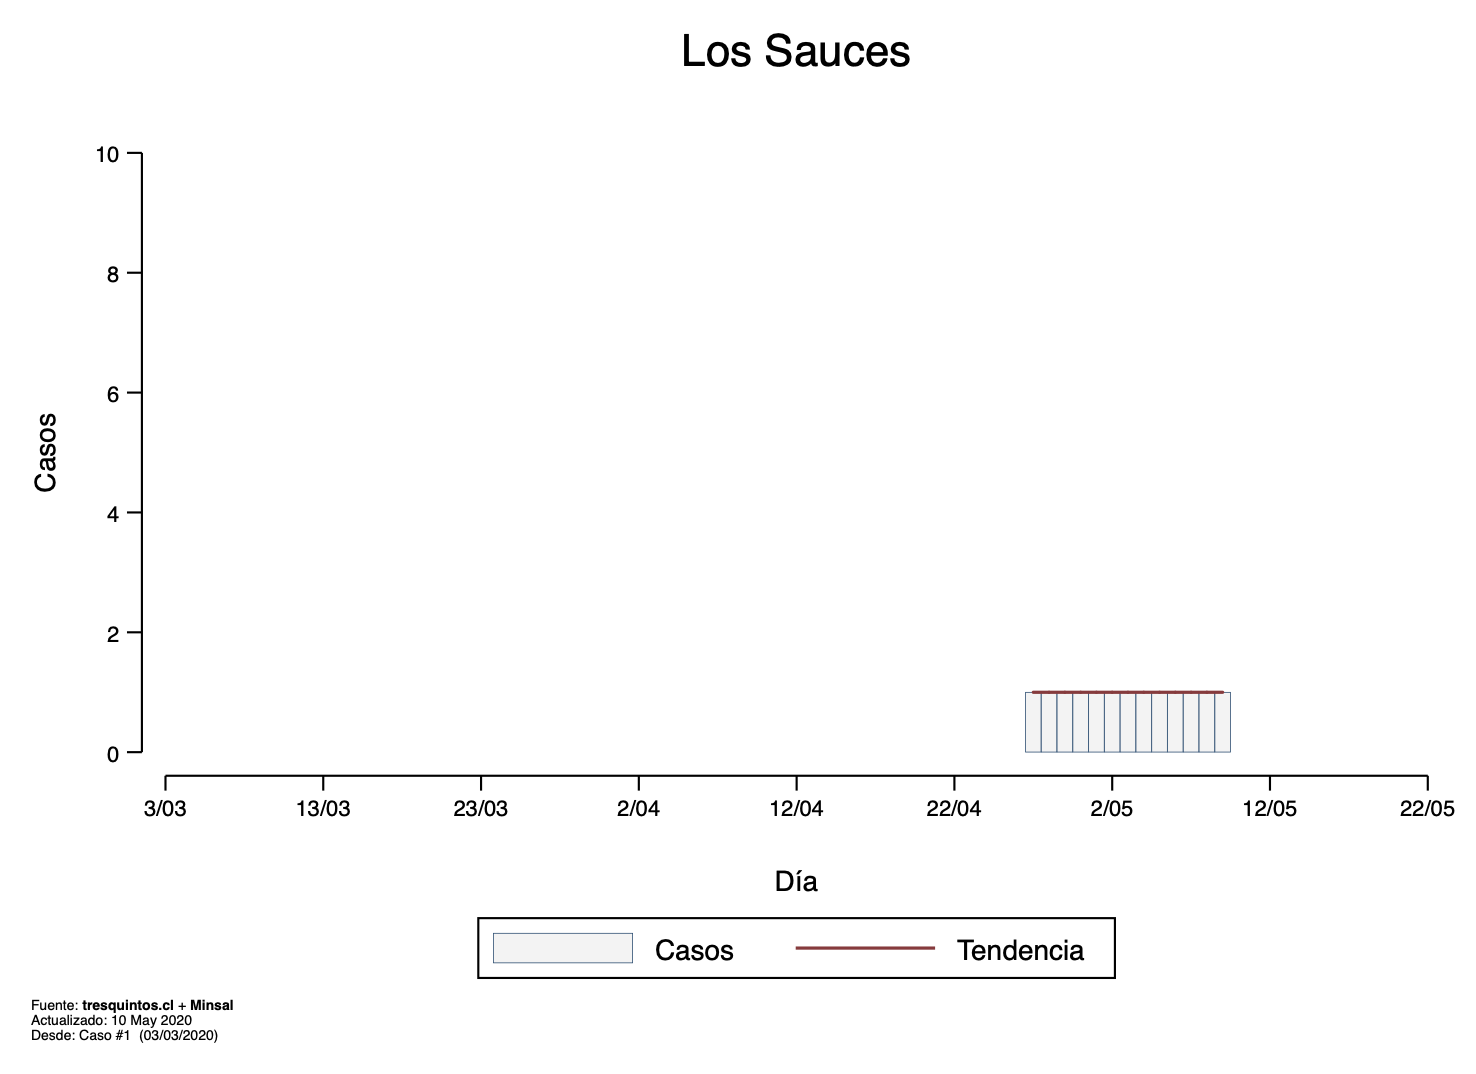 Los Sauces
10
8
6
4
2
0
Casos
3/03 13/03 23/03 2/04 12/04 22/04 2/05 12/05 22/05
Día
Casos Tendencia
Fuente: tresquintos.cl + Minsal
Actualizado: 10 May 2020
Desde: Caso #1 (03/03/2020)